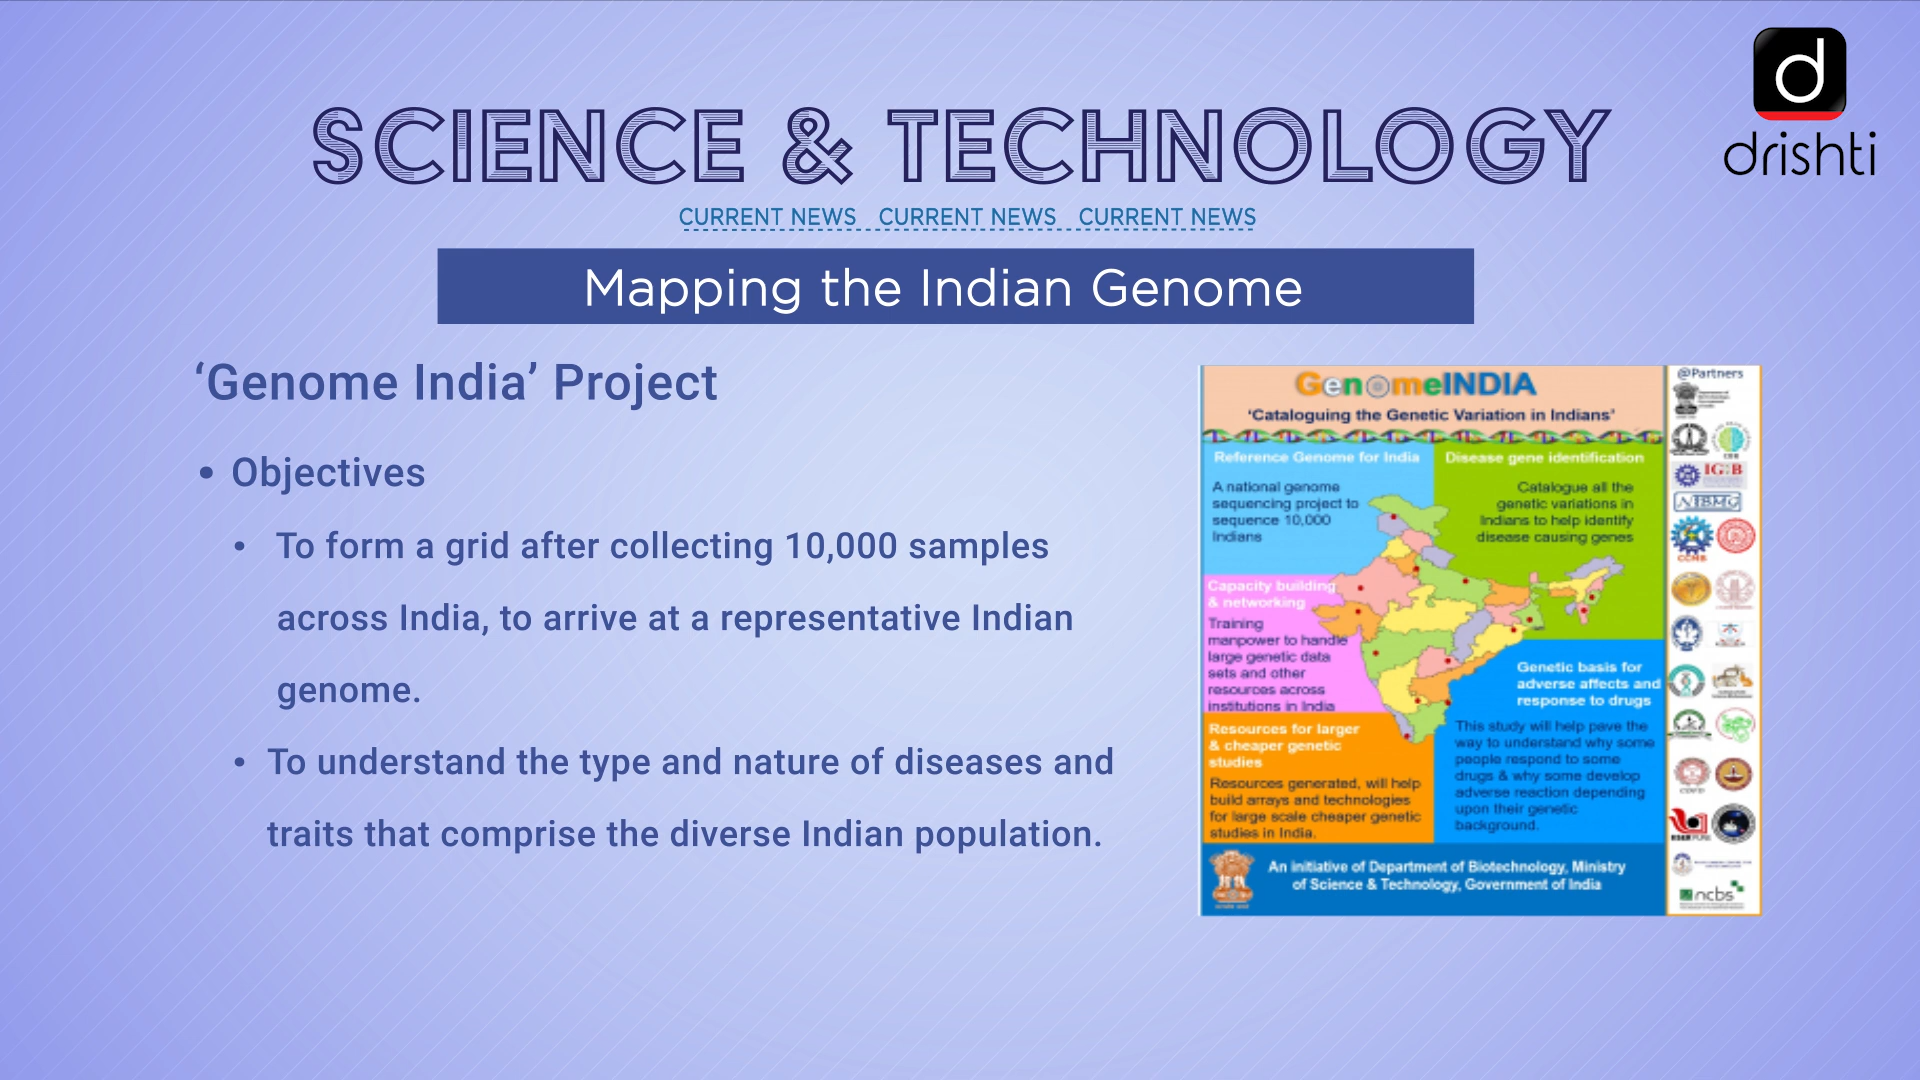 SCIENCE & TECHNOLOGY
d
drishti
CURRENT NEWS CURRENT NEWS CURRENT NEWS
Mapping the Indian Genome
‘Genome India’ Project
• Objectives
• To form a grid after collecting 10,000 samples
across India, to arrive at a representative Indian
genome.
• To understand the type and nature of diseases and
traits that comprise the diverse Indian population.
GenomeINDIA
‘Cataloguing the Genetic Variation in Indians’
Reference Genome for India
A national genome
sequencing project to
sequence 10,000
Indians
Disease gene identification
Catalogue all the
genetic variations in
Indians to help identify
disease causing genes
Capacity building
& networking
Training
manpower to handle
large genetic data
sets and other
resources across
institutions in India
Genetic basis for
adverse affects and
response to drugs
This study will help pave the
way to understand why some
people respond to some
drugs & why some develop
adverse reaction depending
upon their genetic
background.
Resources for larger
& cheaper genetic
studies
Resources generated, will help
build arrays and technologies
for large scale cheaper genetic
studies in India.
An initiative of Department of Biotechnology, Ministry
of Science & Technology, Government of India
@Partners
IGIB
NIBMG
CCMB
ncbs